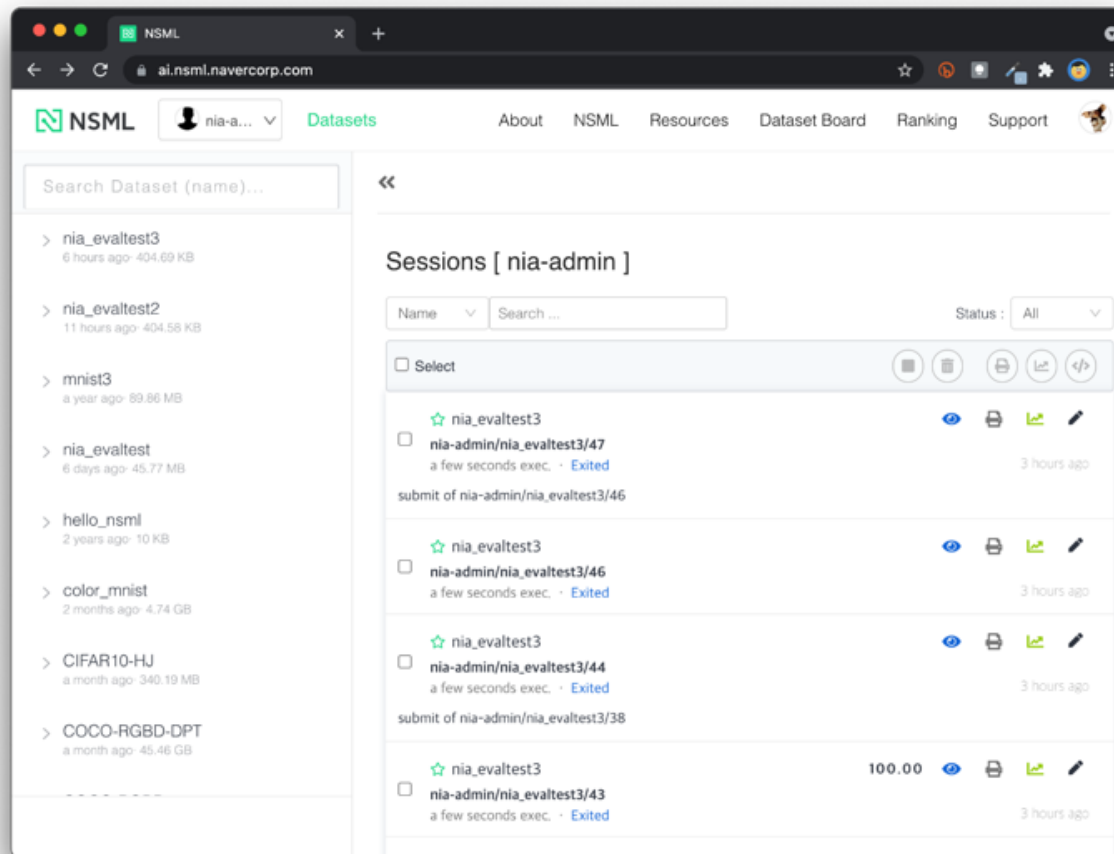 NSML
ai.nsml.navercorp.com
NSML nia-a... Datasets About NSML Resources Dataset Board Ranking Support
Search Dataset (name)...
nia_evaltest3
6 hours ago· 404.69 KB
nia_evaltest2
11 hours ago· 404.58 KB
mnist3
a year ago· 89.86 MB
nia_evaltest
6 days ago· 45.77 MB
hello_nsml
2 years ago· 10 KB
color_mnist
2 months ago· 4.74 GB
CIFAR10-HJ
a month ago· 340.19 MB
COCO-RGBD-DPT
a month ago· 45.46 GB
Sessions [ nia-admin ]
Name Search ... Status : All
Select
nia_evaltest3
nia-admin/nia_evaltest3/47
a few seconds exec. · Exited 3 hours ago
submit of nia-admin/nia_evaltest3/46
nia_evaltest3
nia-admin/nia_evaltest3/46
a few seconds exec. · Exited 3 hours ago
nia_evaltest3
nia-admin/nia_evaltest3/44
a few seconds exec. · Exited 3 hours ago
submit of nia-admin/nia_evaltest3/38
nia_evaltest3 100.00
nia-admin/nia_evaltest3/43
a few seconds exec. · Exited 3 hours ago